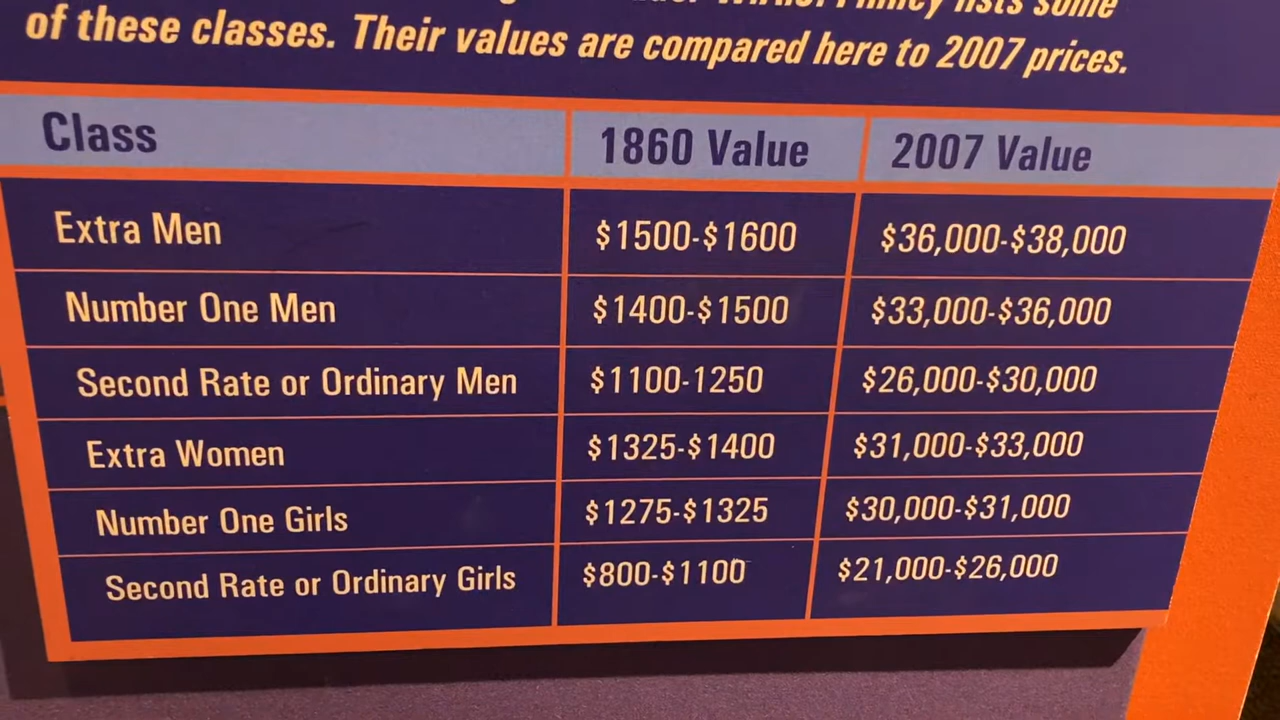 lists some
of these classes. Their values are compared here to 2007 prices.
Class 1860 Value 2007 Value
Extra Men $1500-$1600 $36,000-$38,000
Number One Men $1400-$1500 $33,000-$36,000
Second Rate or Ordinary Men $1100-1250 $26,000-$30,000
Extra Women $1325-$1400 $31,000-$33,000
Number One Girls $1275-$1325 $30,000-$31,000
Second Rate or Ordinary Girls $800-$1100 $21,000-$26,000